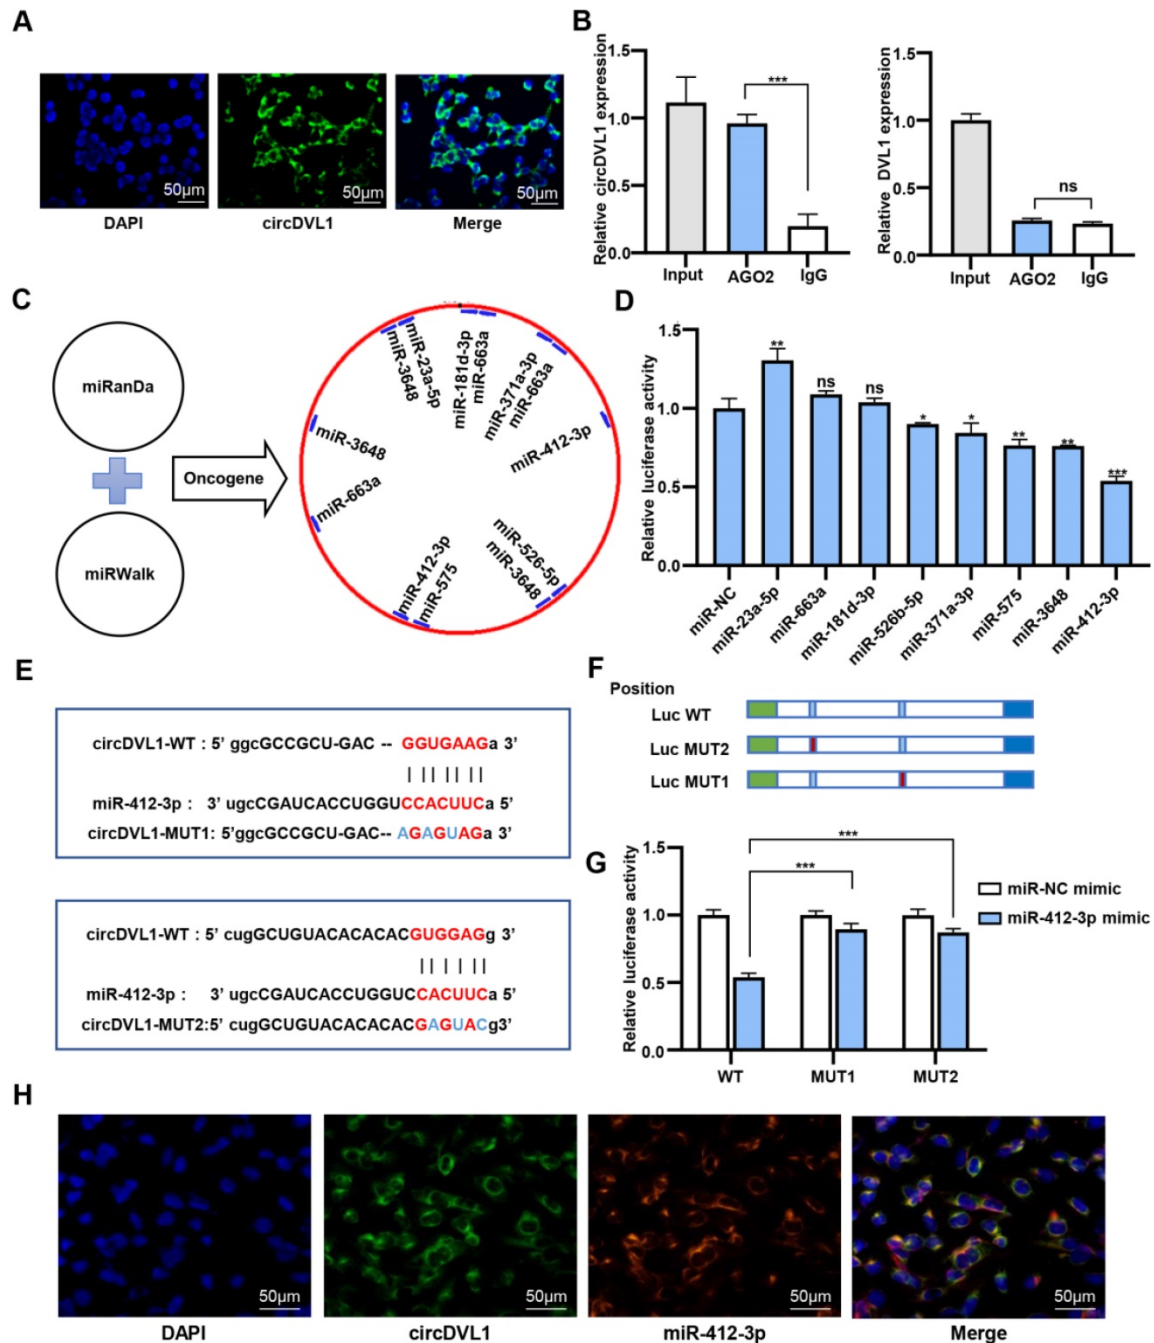 A
50μm
50μm
50μm
DAPI
circDVL1
Merge
B
Relative circDVL1 expression
1.5
1.0
0.5
0.0
***
Input
AGO2
IgG
Relative DVL1 expression
1.5
1.0
0.5
0.0
ns
Input
AGO2
IgG
C
miRanDa
miRWalk
Oncogene
miR-3648
miR-23a-5p
miR-181d-3p
miR-663a
miR-371a-3p
miR-663a
miR-412-3p
miR-3648
miR-663a
miR-412-3p
miR-575
miR-526-5p
miR-3648
D
Relative luciferase activity
1.5
1.0
0.5
0.0
**
ns
ns
*
*
**
**
***
miR-NC
miR-23a-5p
miR-663a
miR-181d-3p
miR-526b-5p
miR-371a-3p
miR-575
miR-3648
miR-412-3p
E
circDVL1-WT : 5’ ggcGCCGCU-GAC -- GGUGAAGa 3’
miR-412-3p : 3’ ugcCGAUCACCUGGUCCACUUCa 5’
circDVL1-MUT1: 5’ggcGCCGCU-GAC-- AGAGUAGa 3’
circDVL1-WT : 5’ cugGCUGUACACACACGUGGAGg 3’
miR-412-3p : 3’ ugcCGAUCACCUGGUCCACUUCa 5’
circDVL1-MUT2:5’ cugGCUGUACACACACGAGUACg3’
F
Position
Luc WT
Luc MUT2
Luc MUT1
G
Relative luciferase activity
1.5
1.0
0.5
0.0
***
***
miR-NC mimic
miR-412-3p mimic
WT
MUT1
MUT2
H
50μm
50μm
50μm
50μm
DAPI
circDVL1
miR-412-3p
Merge